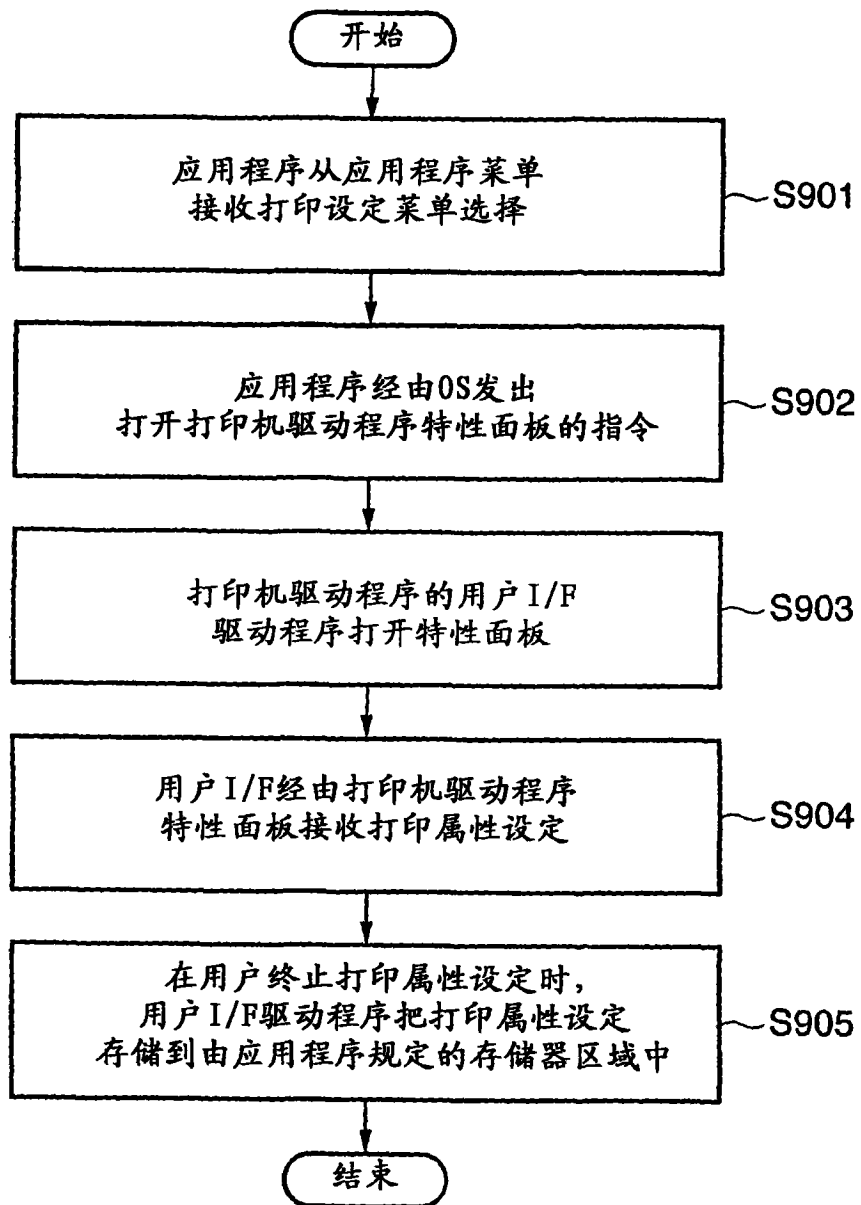 开始
应用程序从应用程序菜单
接收打印设定菜单选择
S901
应用程序经由OS发出
打开打印机驱动程序特性面板的指令
S902
打印机驱动程序的用户I/F
驱动程序打开特性面板
S903
用户I/F经由打印机驱动程序
特性面板接收打印属性设定
S904
在用户终止打印属性设定时,
用户I/F驱动程序把打印属性设定
存储到由应用程序规定的存储器区域中
S905
结束